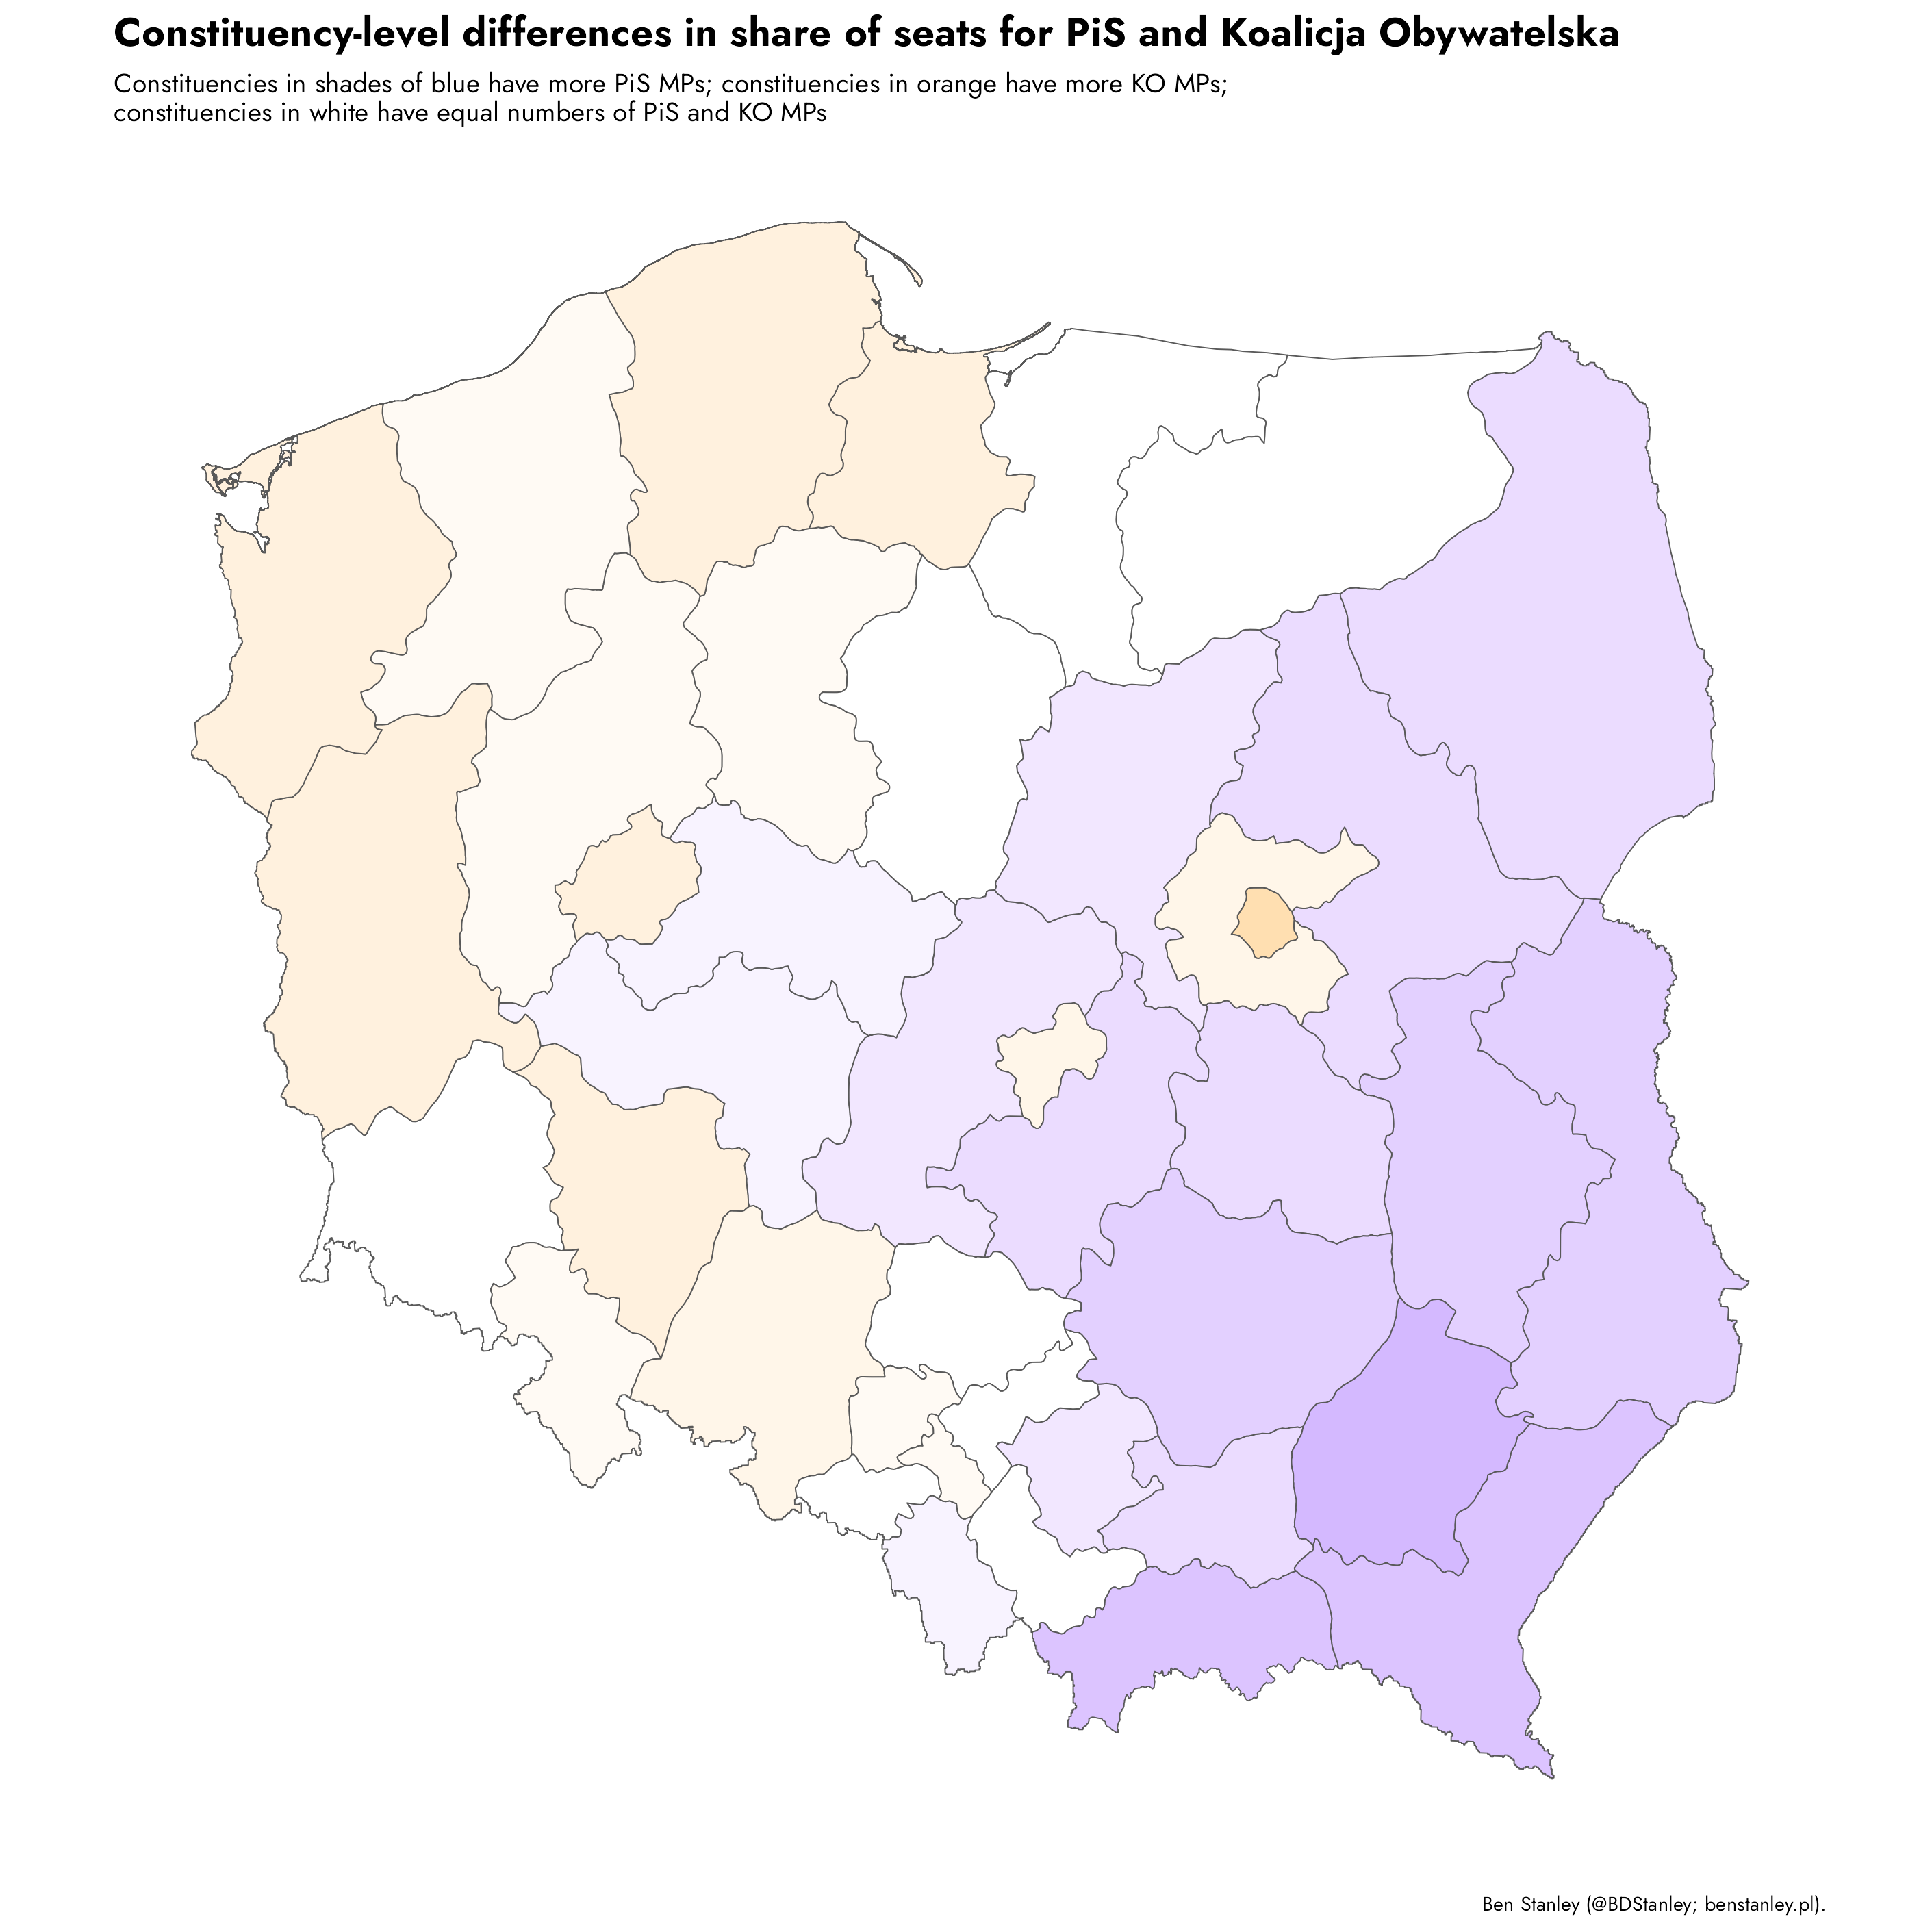 Constituency-level differences in share of seats for PiS and Koalicja Obywatelska
Constituencies in shades of blue have more PiS MPs; constituencies in orange have more KO MPs;
constituencies in white have equal numbers of PiS and KO MPs
Ben Stanley (@BDStanley; benstanley.pl).